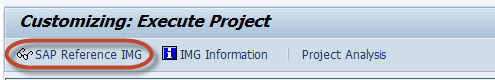 Customizing: Execute Project
SAP Reference IMG IMG Information Project Analysis